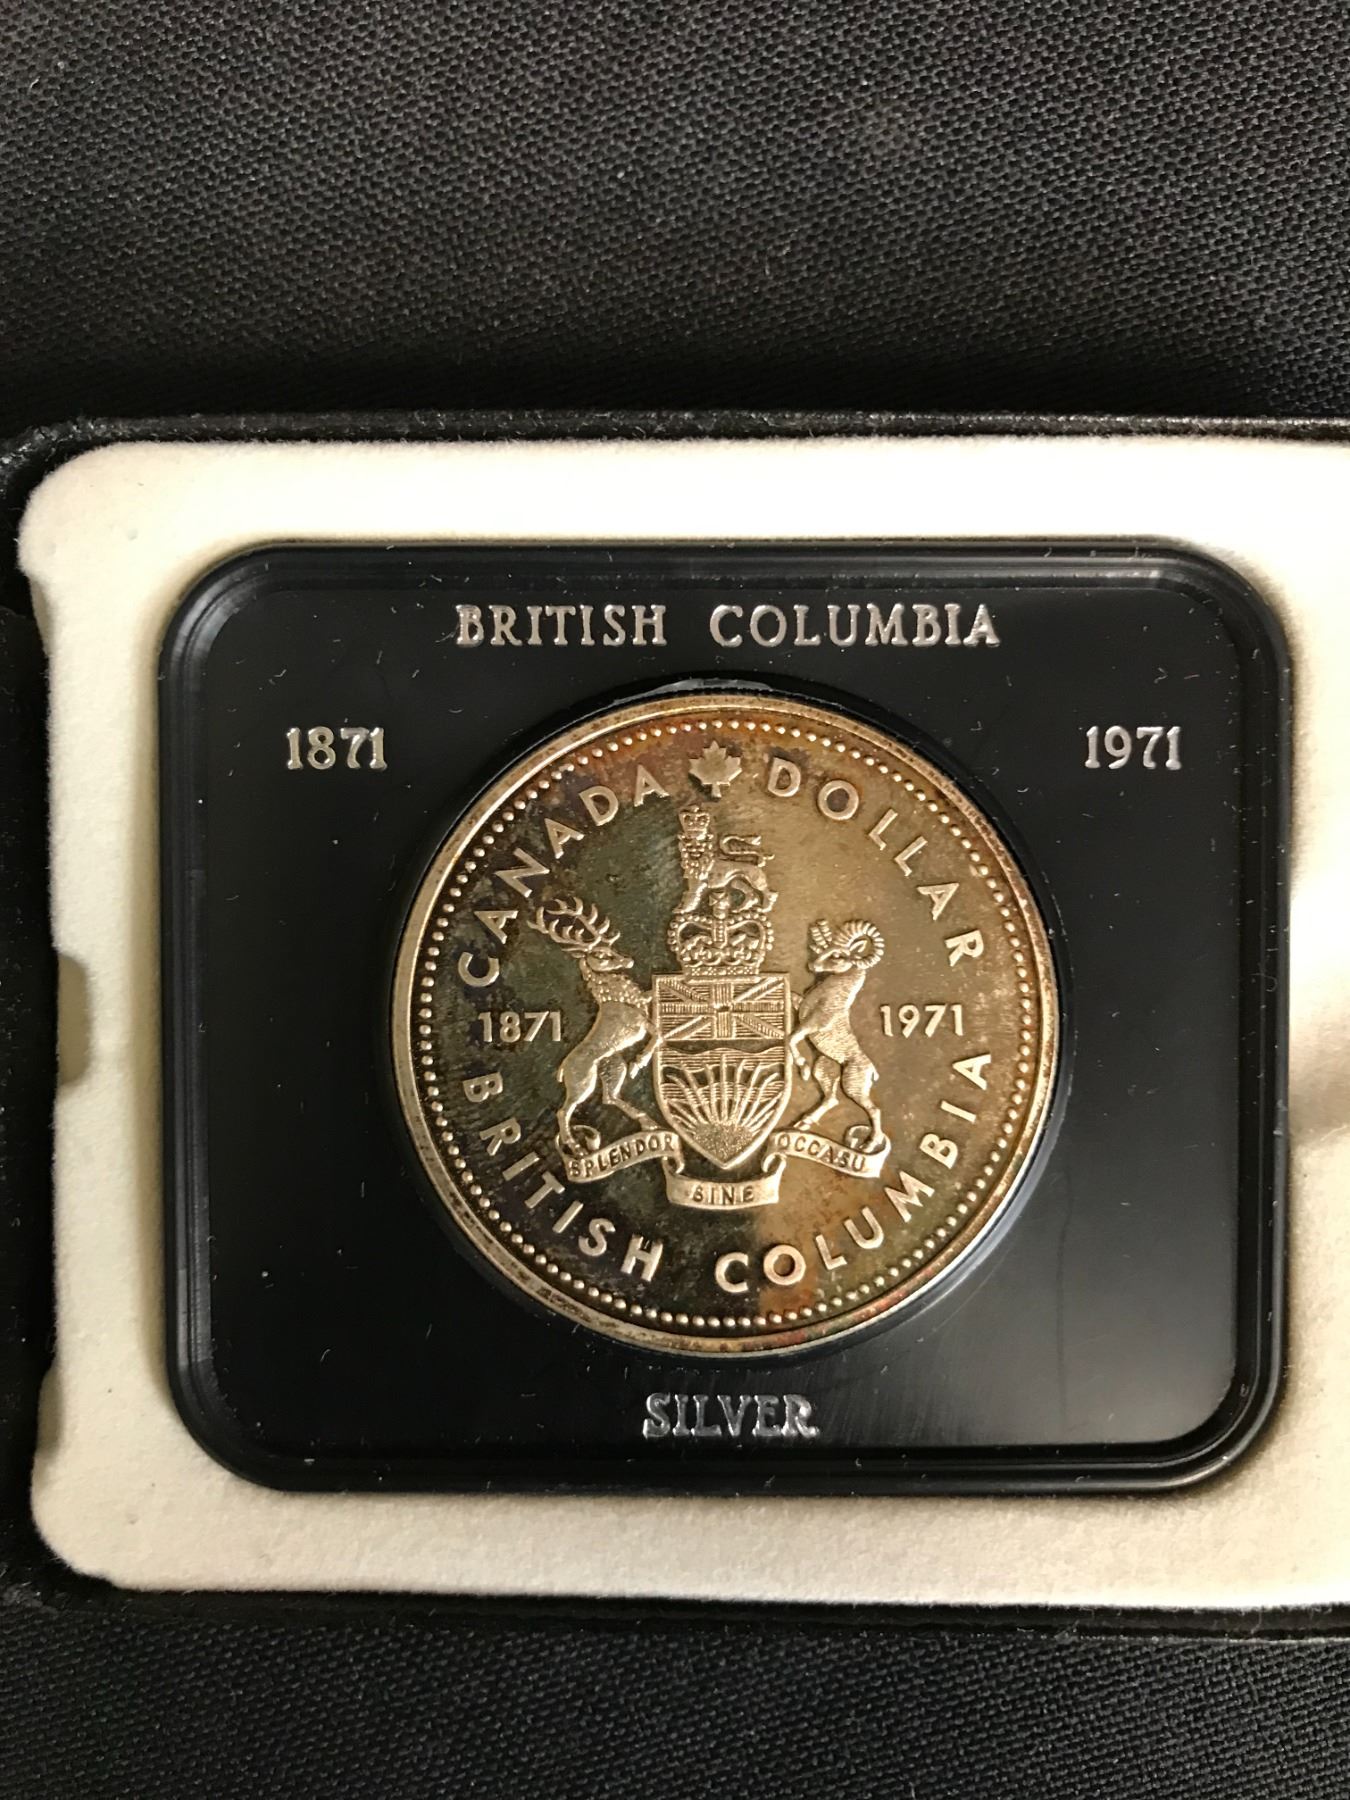 BRITISH COLUMBIA
1871 1971
CANADA DOLLAR
1871 1971
SPLENDOR SINE OCCASU
BRITISH COLUMBIA
SILVER